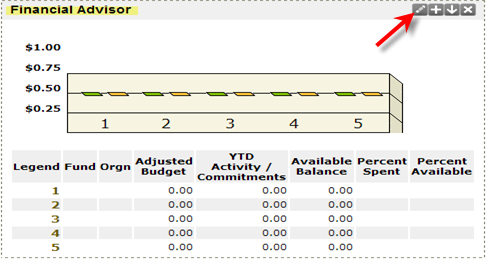 Financial Advisor
$1.00
$0.75
$0.50
$0.25
1 2 3 4 5
Legend Fund Orgn Adjusted Budget YTD Activity / Commitments Available Balance Percent Spent Percent Available
1 0.00 0.00 0.00
2 0.00 0.00 0.00
3 0.00 0.00 0.00
4 0.00 0.00 0.00
5 0.00 0.00 0.00